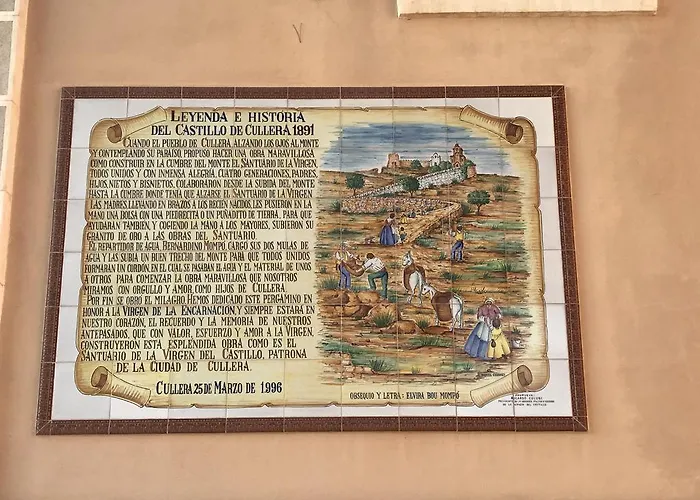 LEYENDA E HISTORIA
DEL CASTILLO DE CULLERA 1891
CUANDO EL PUEBLO DE CULLERA, ALZANDO LOS OJOS AL MONTE
Y CONTEMPLANDO SU PARAISO, PROPUSO HACER UNA OBRA MARAVILLOSA
COMO CONSTRUIR EN LA CUMBRE DEL MONTE EL SANTUARIO DE LA VIRGEN,
TODOS UNIDOS Y CON INMENSA ALEGRÍA, CUATRO GENERACIONES, PADRES,
HIJOS, NIETOS Y BISNIETOS, COLABORARON DESDE LA SUBIDA DEL MONTE
HASTA LA CUMBRE DONDE TENÍA QUE ALZARSE EL SANTUARIO DE LA VIRGEN.
LAS MADRES, LLEVANDO EN BRAZOS A LOS RECIEN NACIDOS, LES PUSIERON EN LA
MANO UNA BOLSA CON UNA PIEDRECITA O UN PUÑADITO DE TIERRA, PARA QUE
AYUDARAN TAMBIEN, Y COGIENDO LA MANO A LOS MAYORES, SUBIERON SU
GRANITO DE ORO A LAS OBRAS DEL SANTUARIO.
EL REPARTIDOR DE AGUA, BERNARDINO MOMPÓ, CARGÓ SUS DOS MULAS DE
AGUA Y LAS SUBIA UN BUEN TRECHO DEL MONTE PARA QUE TODOS UNIDOS
FORMARAN UN CORDÓN, EN EL CUAL SE PASABAN EL AGUA Y EL MATERIAL DE UNOS
A OTROS PARA COMENZAR LA OBRA MARAVILLOSA QUE NOSOTROS
MIRAMOS CON ORGULLO Y AMOR COMO HIJOS DE CULLERA.
POR FIN SE OBRO EL MILAGRO. HEMOS DEDICADO ESTE PERGAMINO EN
HONOR A LA VIRGEN DE LA ENCARNACIÓN, Y SIEMPRE ESTARA EN
NUESTRO CORAZON, EL RECUERDO Y LA MEMORIA DE NUESTROS
ANTEPASADOS, QUE CON VALOR, ESFUERZO Y AMOR A LA VIRGEN,
CONSTRUYERON ESTA ESPLENDIDA OBRA COMO ES EL
SANTUARIO DE LA VIRGEN DEL CASTILLO, PATRONA
DE LA CIUDAD DE CULLERA.
CULLERA 25 DE MARZO DE 1996
OBSEQUIO Y LETRA: ELVIRA BOU MOMPÓ